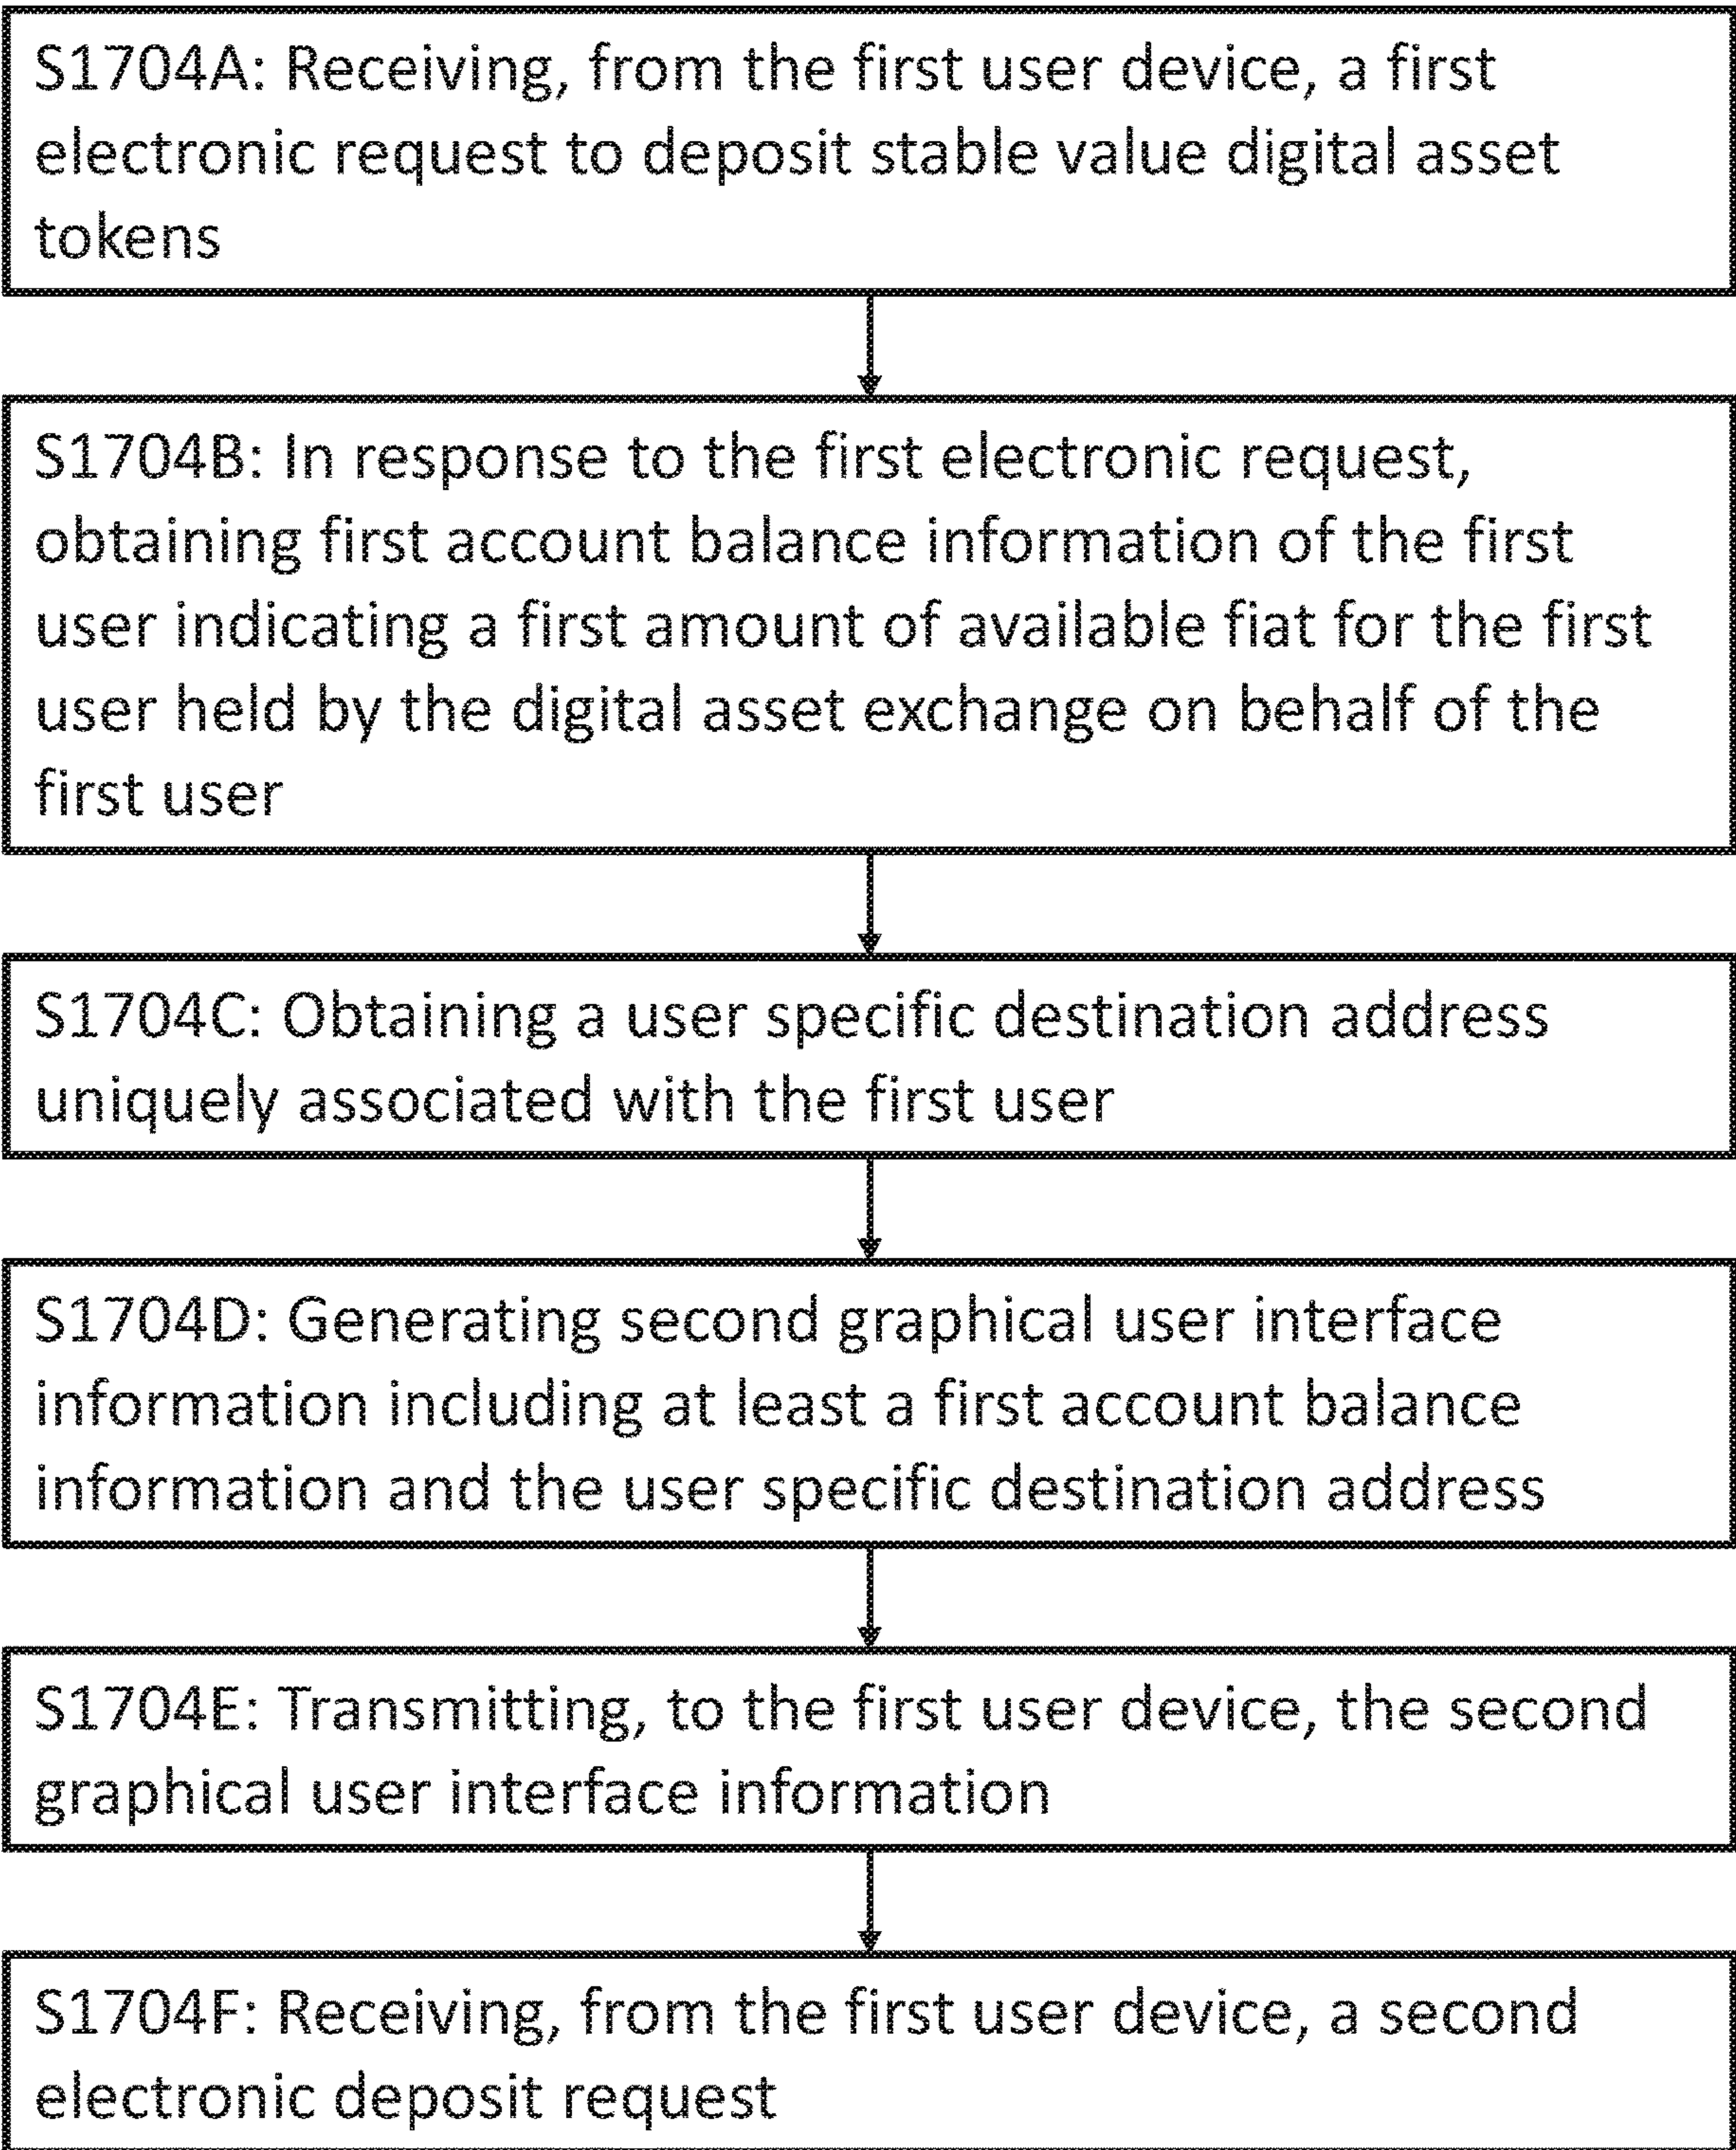 S1704A: Receiving, from the first user device, a first
electronic request to deposit stable value digital asset
tokens
S1704B: In response to the first electronic request,
obtaining first account balance information of the first
user indicating a first amount of available fiat for the first
user held by the digital asset exchange on behalf of the
first user
S1704C: Obtaining a user specific destination address
uniquely associated with the first user
S1704D: Generating second graphical user interface
information including at least a first account balance
information and the user specific destination address
S1704E: Transmitting, to the first user device, the second
graphical user interface information
S1704F: Receiving, from the first user device, a second
electronic deposit request